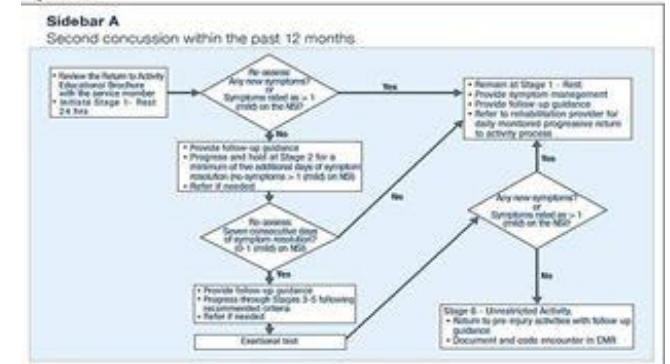 Sidebar A
Second concussion within the past 12 months
• Review the Return to Activity
Educational Brochure
with the service member
• Initiate Stage 1- Rest
24 hrs
Re-assess:
Any new symptoms?
or
Symptoms rated as > 1
(mild) on the NSI?
Yes
• Remain at Stage 1 - Rest
• Provide symptom management
• Provide follow-up guidance
• Refer to rehabilitation provider for
daily monitored progressive return
to activity process
No
• Provide follow-up guidance
• Progress and hold at Stage 2 for a
minimum of five additional days of symptom
resolution (no symptoms > 1 (mild) on NSI)
• Refer if needed
Re-assess:
Seven consecutive days
of symptom resolution?
(0-1 (mild) on NSI)
No
Yes
• Provide follow-up guidance
• Progress through Stages 3-5 following
recommended criteria
• Refer if needed
Exertional test
Any new symptoms?
or
Symptoms rated as > 1
(mild) on the NSI?
Yes
No
Stage 6 - Unrestricted Activity
• Return to pre-injury activities with follow up
guidance
• Document and code encounter in EMR